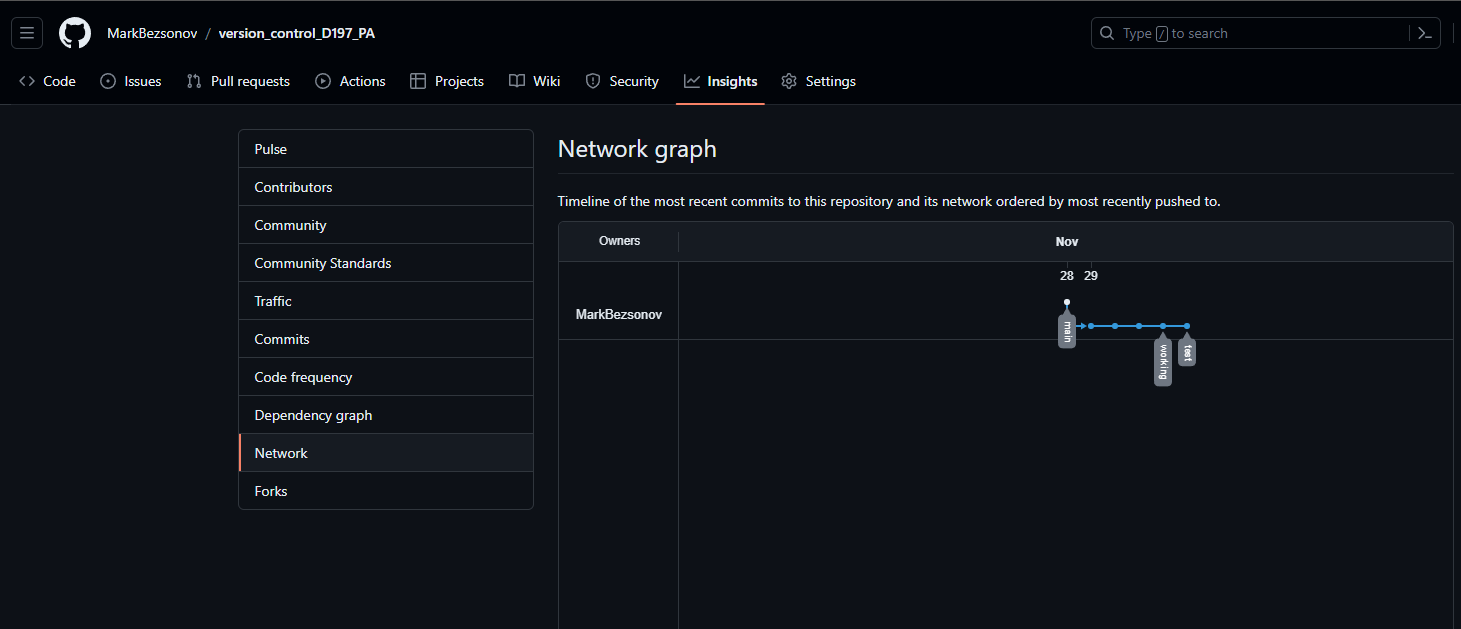 MarkBezsonov / version_control_D197_PA
Type / to search
Code Issues Pull requests Actions Projects Wiki Security Insights Settings
Pulse
Contributors
Community
Community Standards
Traffic
Commits
Code frequency
Dependency graph
Network
Forks
Network graph
Timeline of the most recent commits to this repository and its network ordered by most recently pushed to.
Owners Nov
28 29
MarkBezsonov
main
working
test